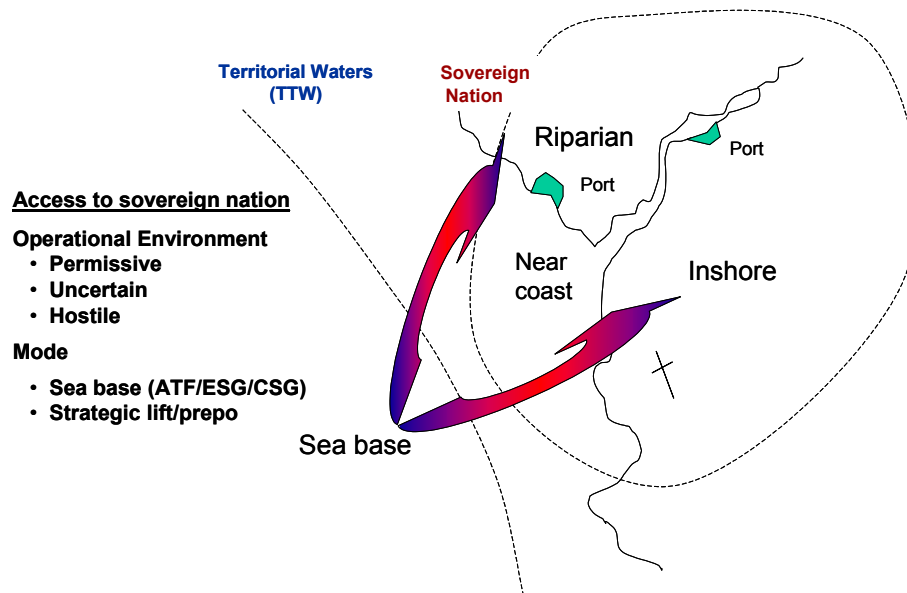 Territorial Waters
(TTW)
Sovereign
Nation
Riparian
Port
Port
Access to sovereign nation
Operational Environment
• Permissive
• Uncertain
• Hostile
Mode
• Sea base (ATF/ESG/CSG)
• Strategic lift/prepo
Near
coast
Inshore
Sea base